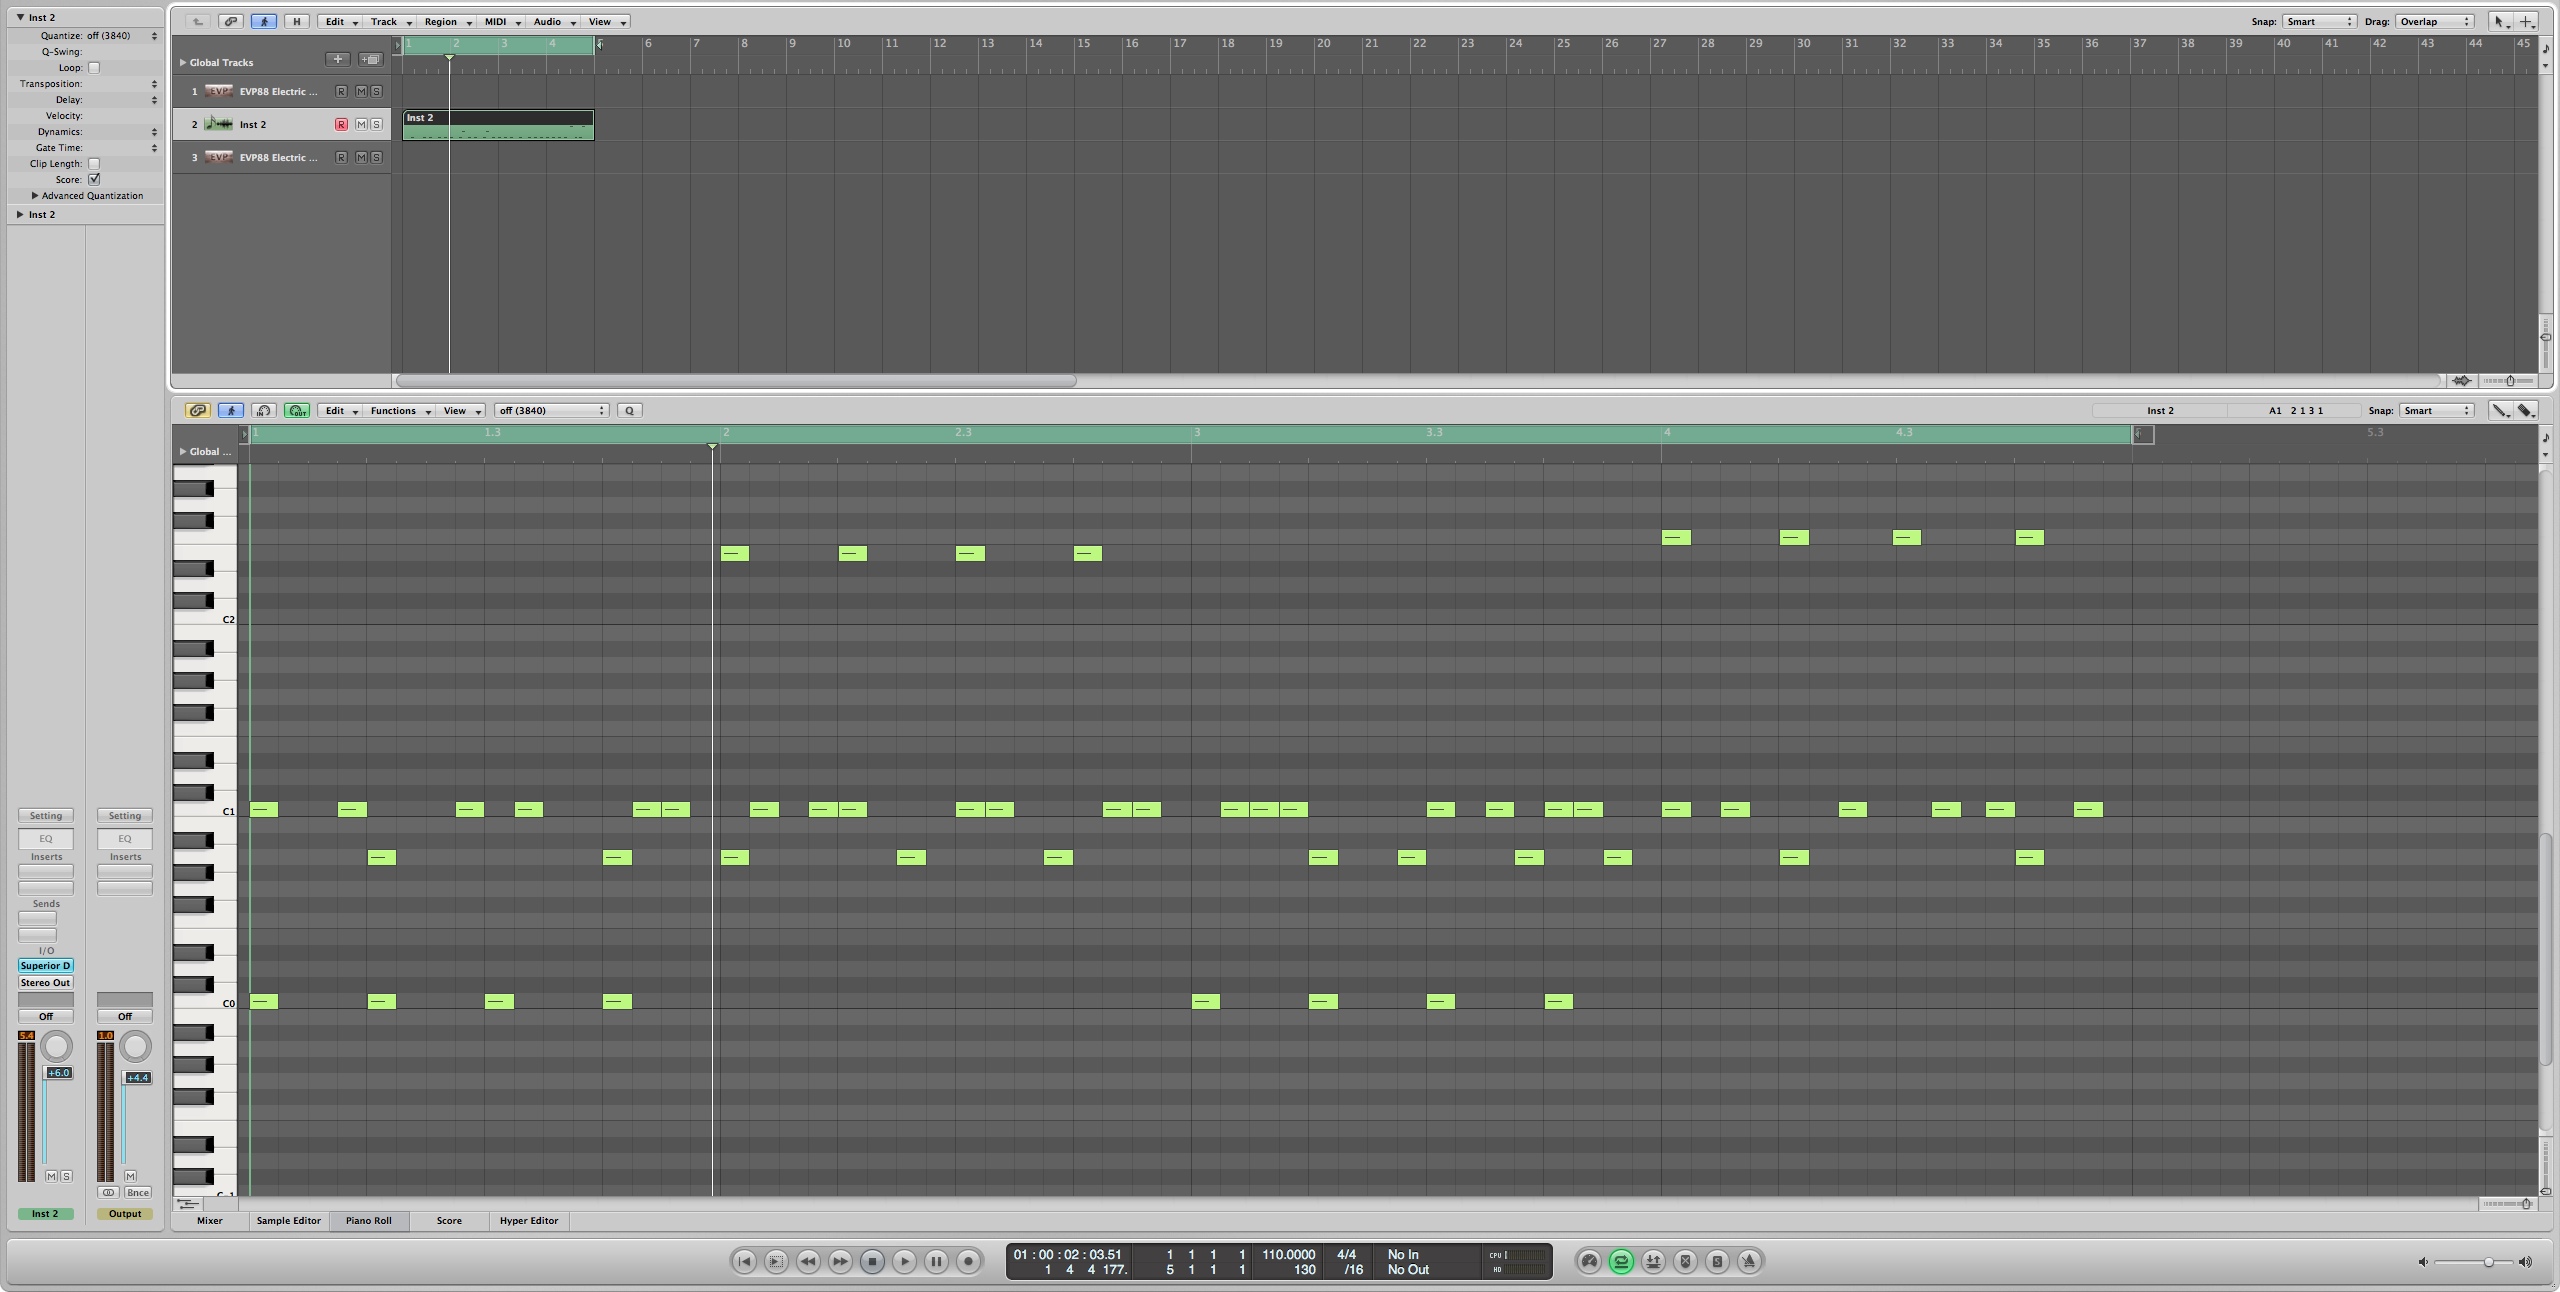 Inst 2
Quantize: off (3840)
Q-Swing:
Loop:
Transposition:
Delay:
Velocity:
Dynamics:
Gate Time:
Clip Length:
Score:
Advanced Quantization
Inst 2
Setting Setting
EQ EQ
Inserts Inserts
Sends
I/O
Superior D
Stereo Out
Off Off
5.4 1.0
+6.0 +4.4
M S M
Bnce
Inst 2 Output
H Edit Track Region MIDI Audio View Snap: Smart Drag: Overlap
1 2 3 4 5 6 7 8 9 10 11 12 13 14 15 16 17 18 19 20 21 22 23 24 25 26 27 28 29 30 31 32 33 34 35 36 37 38 39 40 41 42 43 44 45
Global Tracks
1 EVP EVP88 Electric ... R M S
2 Inst 2 R M S
Inst 2
3 EVP EVP88 Electric ... R M S
IN OUT Edit Functions View off (3840) Q Inst 2 A1 2 1 3 1 Snap: Smart
1 1.3 2 2.3 3 3.3 4 4.3 5.3
Global ...
C2
C1
C0
C-1
Mixer Sample Editor Piano Roll Score Hyper Editor
01 : 00 : 02 : 03.51 1 1 1 1 110.0000 4/4 No In CPU
1 4 4 177. 5 1 1 1 130 /16 No Out HD
S